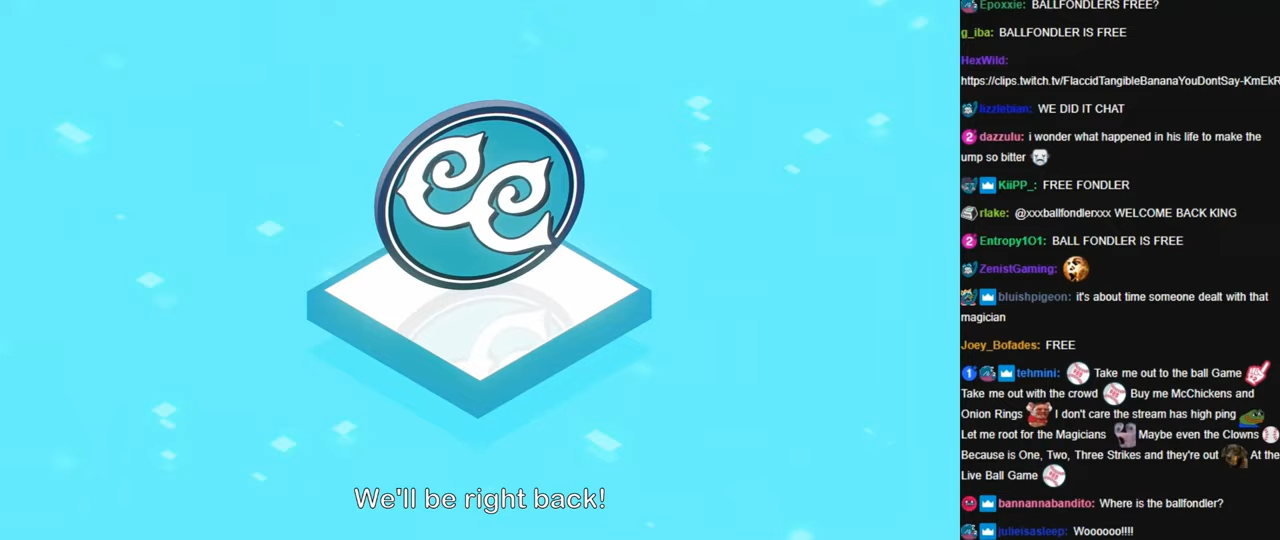 CC
We'll be right back!
Epoxxie: BALLFONDLERS FREE?
g_iba: BALLFONDLER IS FREE
HexWild:
https://clips.twitch.tv/FlaccidTangibleBananaYouDontSay-KmEkR
lizzlebian: WE DID IT CHAT
2 dazzulu: i wonder what happened in his life to make the
ump so bitter
KiiPP_: FREE FONDLER
rlake: @xxxballfondlerxxx WELCOME BACK KING
2 Entropy1O1: BALL FONDLER IS FREE
ZenistGaming:
bluishpigeon: it's about time someone dealt with that
magician
Joey_Bofades: FREE
1 tehmini: Take me out to the ball Game
Take me out with the crowd Buy me McChickens and
Onion Rings I don't care the stream has high ping
Let me root for the Magicians Maybe even the Clowns
Because is One, Two, Three Strikes and they're out At the
Live Ball Game
bannannabandito: Where is the ballfondler?
julieisasleep: Woooooo!!!!